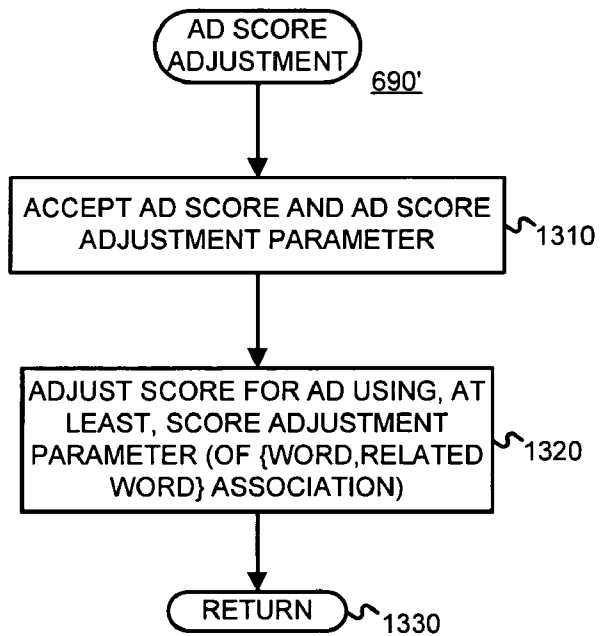 AD SCORE
ADJUSTMENT
690'
ACCEPT AD SCORE AND AD SCORE
ADJUSTMENT PARAMETER
1310
ADJUST SCORE FOR AD USING, AT
LEAST, SCORE ADJUSTMENT
PARAMETER (OF {WORD,RELATED
WORD} ASSOCIATION)
1320
RETURN
1330